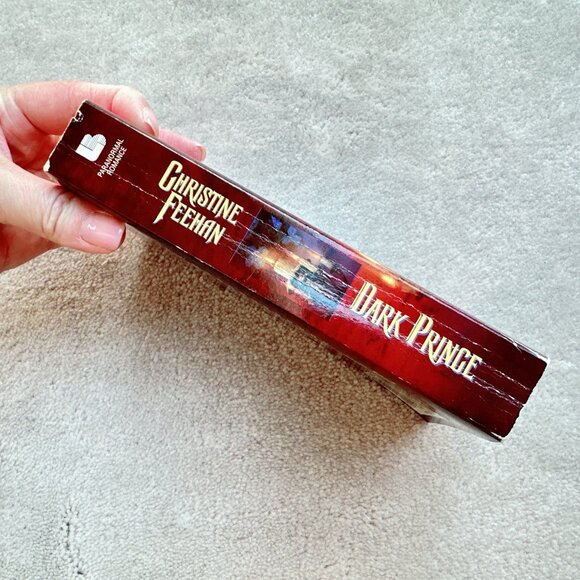 PARANORMAL
ROMANCE
CHRISTINE
FEEHAN
DARK PRINCE